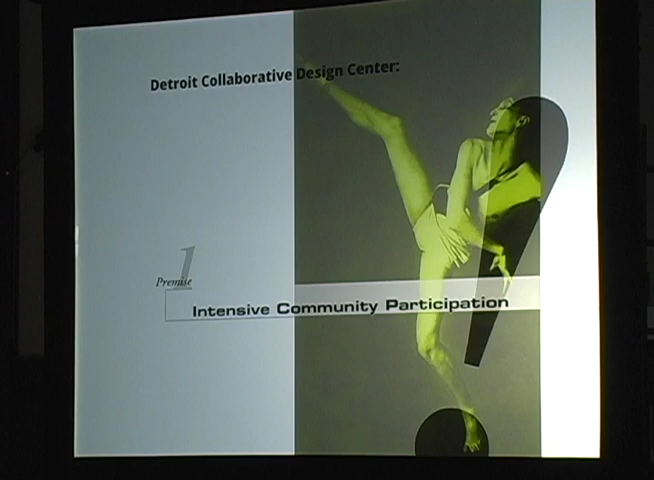 Detroit Collaborative Design Center:
1
Premise
Intensive Community Participation
!